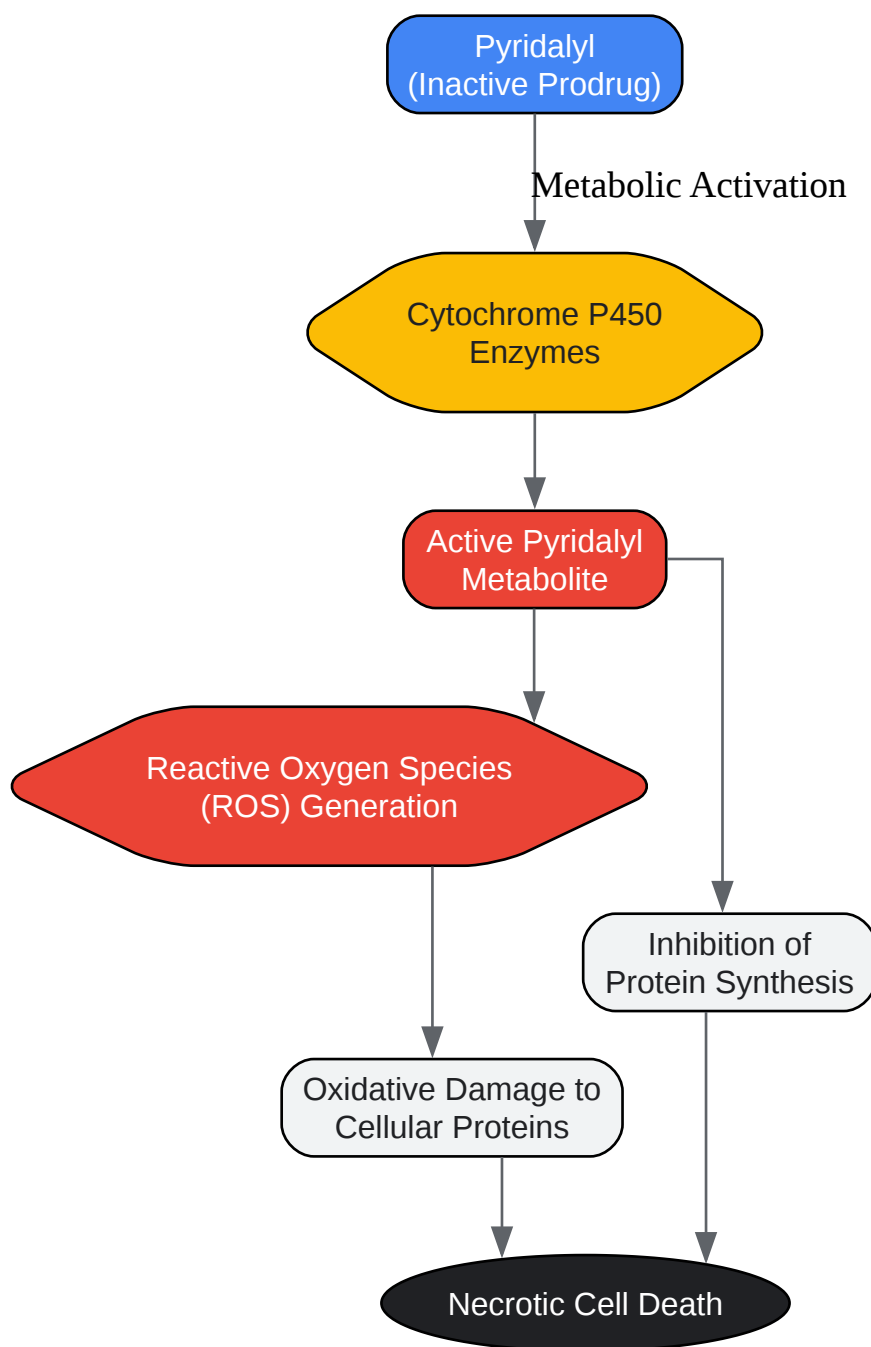 Pyridalyl
(Inactive Prodrug)
Metabolic Activation
Cytochrome P450
Enzymes
Active Pyridalyl
Metabolite
Reactive Oxygen Species
(ROS) Generation
Inhibition of
Protein Synthesis
Oxidative Damage to
Cellular Proteins
Necrotic Cell Death